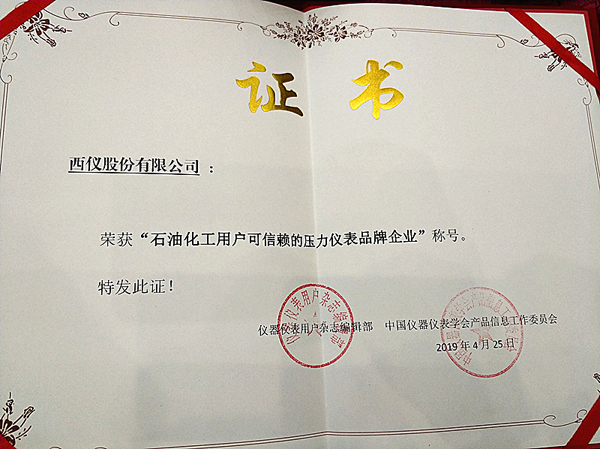 证书
西仪股份有限公司：
荣获“石油化工用户可信赖的压力仪表品牌企业”称号。
特发此证！
仪器仪表用户杂志编辑部 中国仪器仪表学会产品信息工作委员会
2019年4月25日